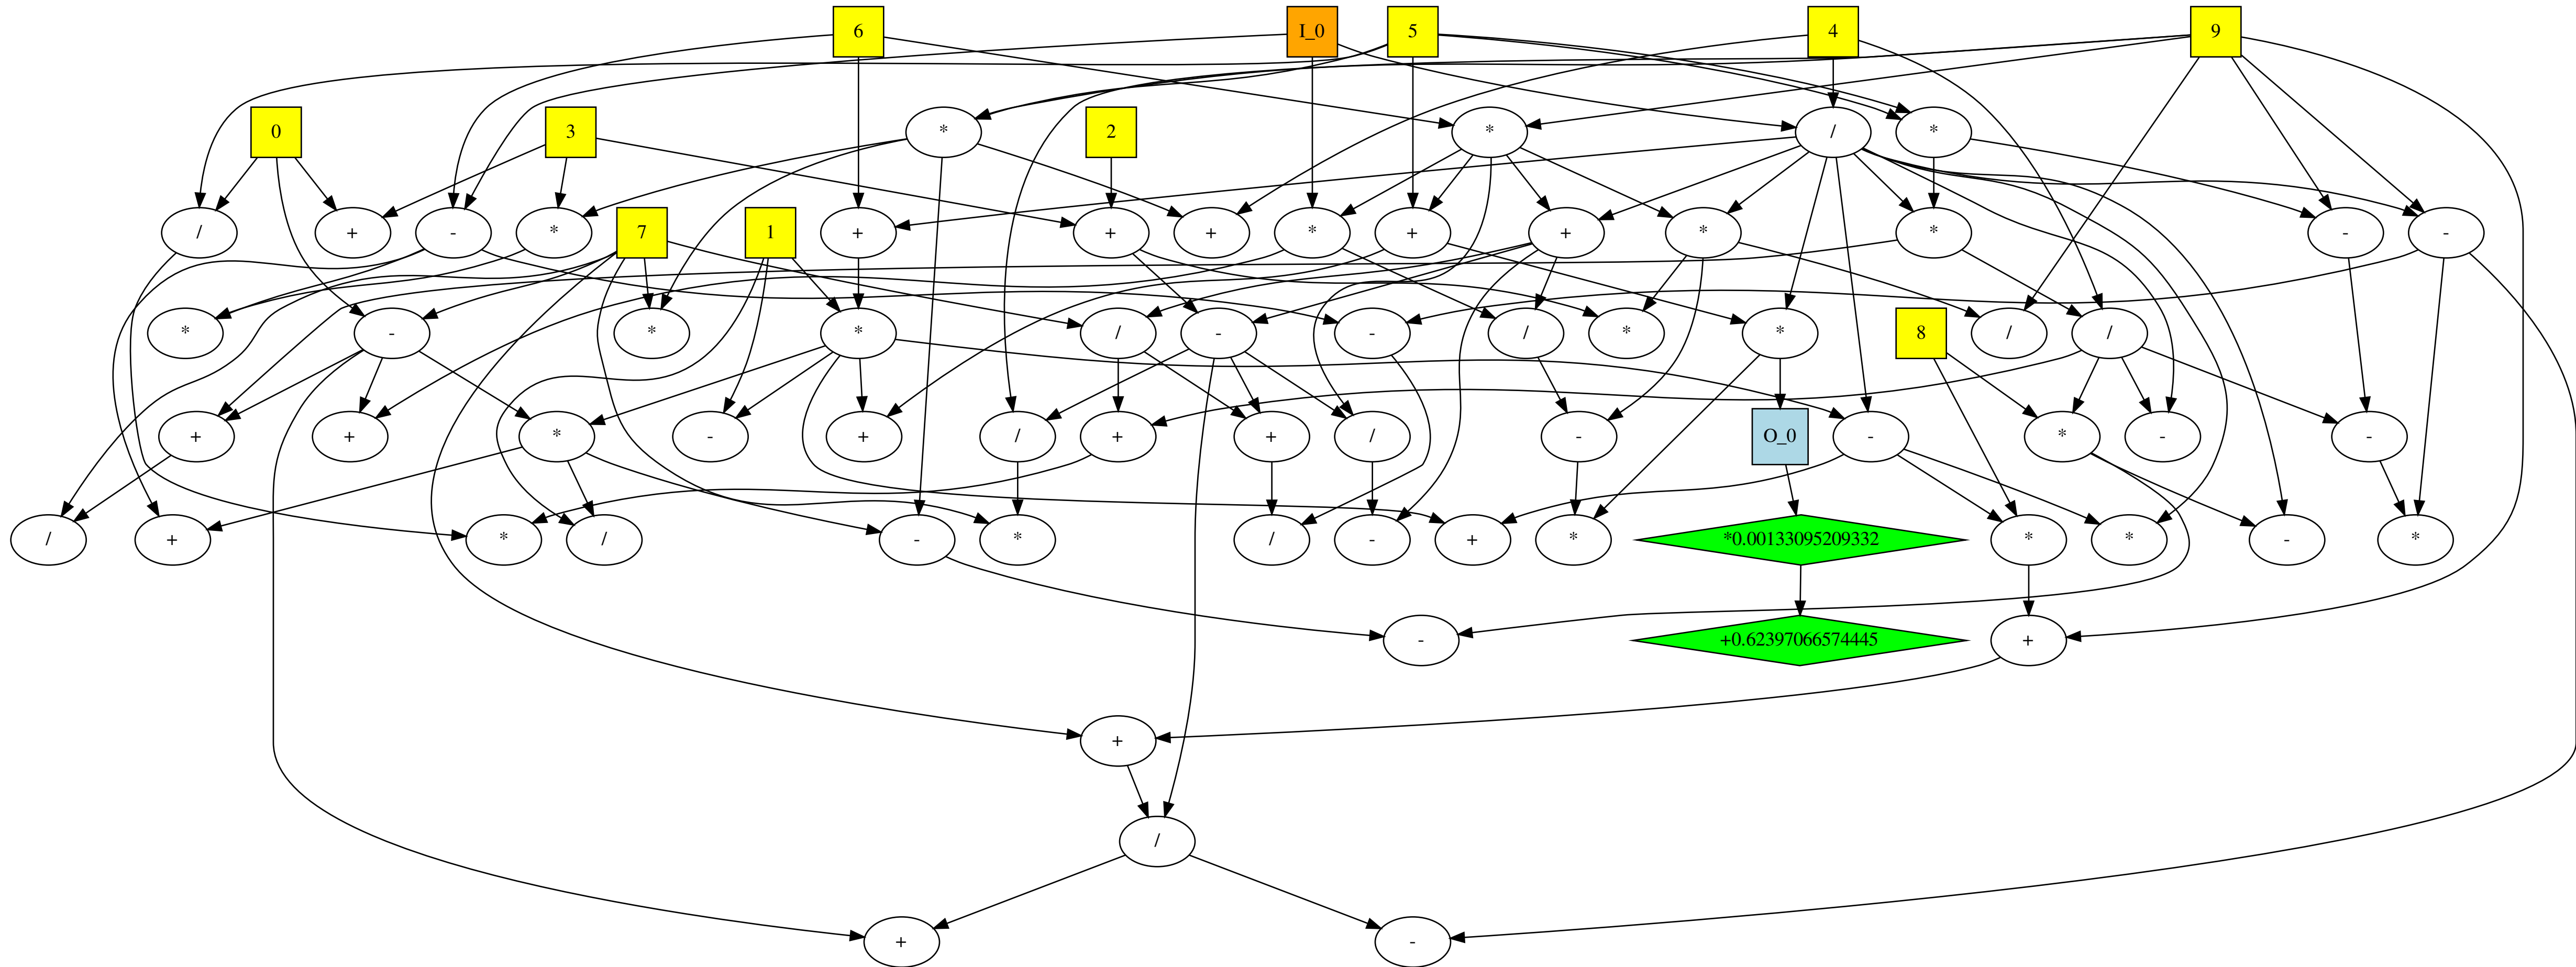 6 I_0 5 4 9
0 3 * 2 * / *
/ + - * 7 1 + + + * + + * * - -
* - * * / - - / * * 8 / /
+ + * - + / + + / - O_0 - * - -
/ + * / - * / - + * *0.00133095209332 * * - *
- +0.62397066574445 +
+
/
+ -